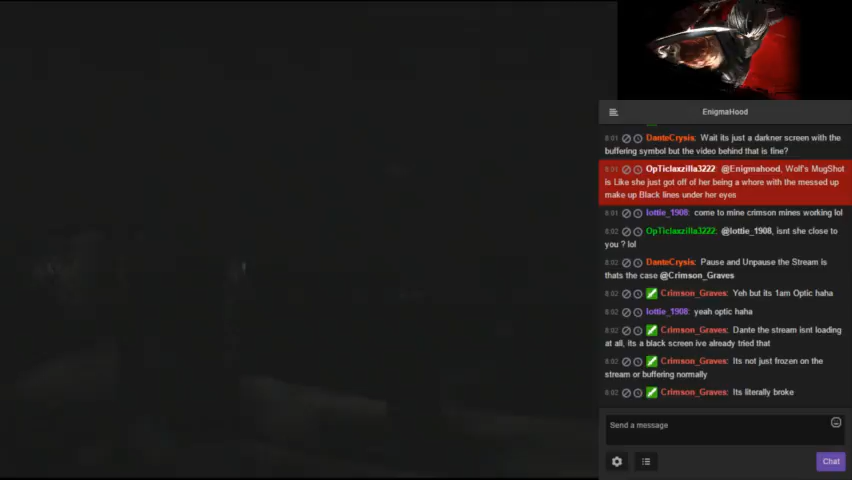 EnigmaHood
8:01 DanteCrysis: Wait its just a darkner screen with the
buffering symbol but the video behind that is fine?
8:01 OpTiclaxzilla3222: @Enigmahood, Wolf's MugShot
is Like she just got off of her being a whore with the messed up
make up Black lines under her eyes
8:01 lottie_1908: come to mine crimson mines working lol
8:02 OpTiclaxzilla3222: @lottie_1908, isnt she close to
you ? lol
8:02 DanteCrysis: Pause and Unpause the Stream is
thats the case @Crimson_Graves
8:02 Crimson_Graves: Yeh but its 1am Optic haha
8:02 lottie_1908: yeah optic haha
8:02 Crimson_Graves: Dante the stream isnt loading
at all, its a black screen ive already tried that
8:02 Crimson_Graves: Its not just frozen on the
stream or buffering normally
8:02 Crimson_Graves: Its literally broke
Send a message
Chat